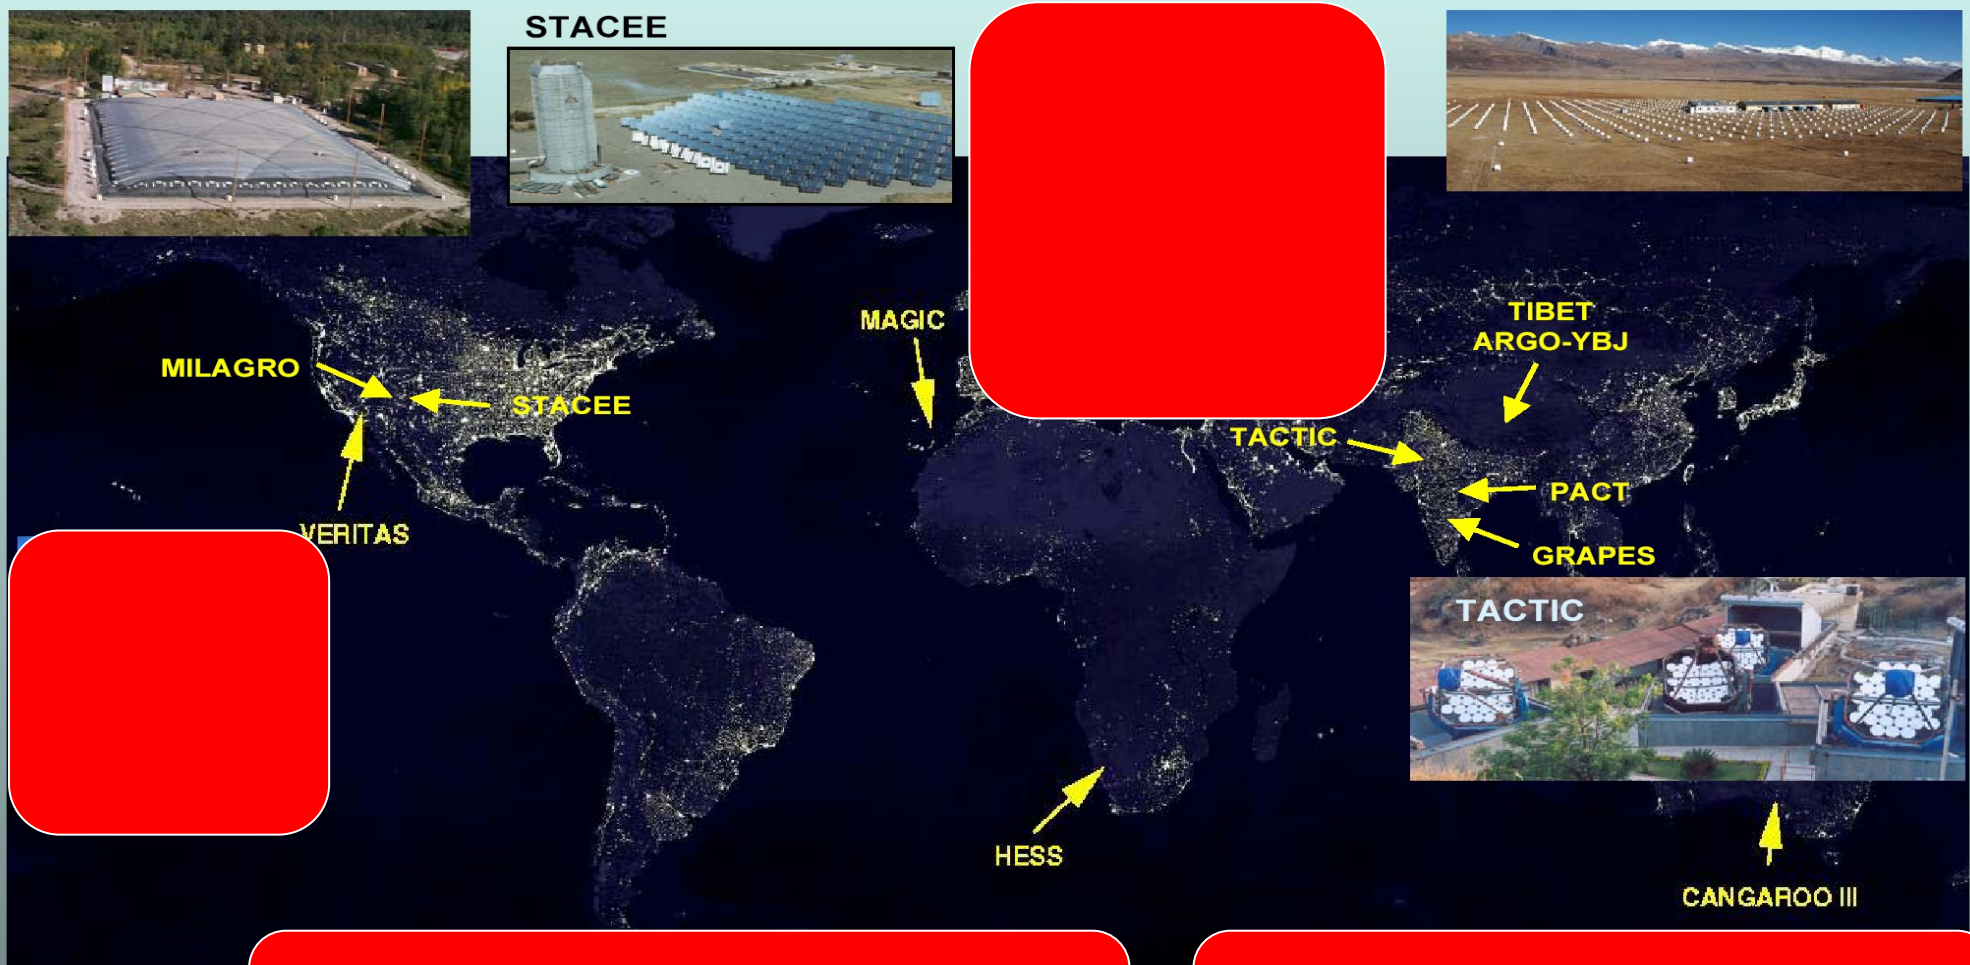 STACEE
MAGIC
TIBET
ARGO-YBJ
MILAGRO
STACEE
TACTIC
PACT
VERITAS
GRAPES
TACTIC
HESS
CANGAROO III